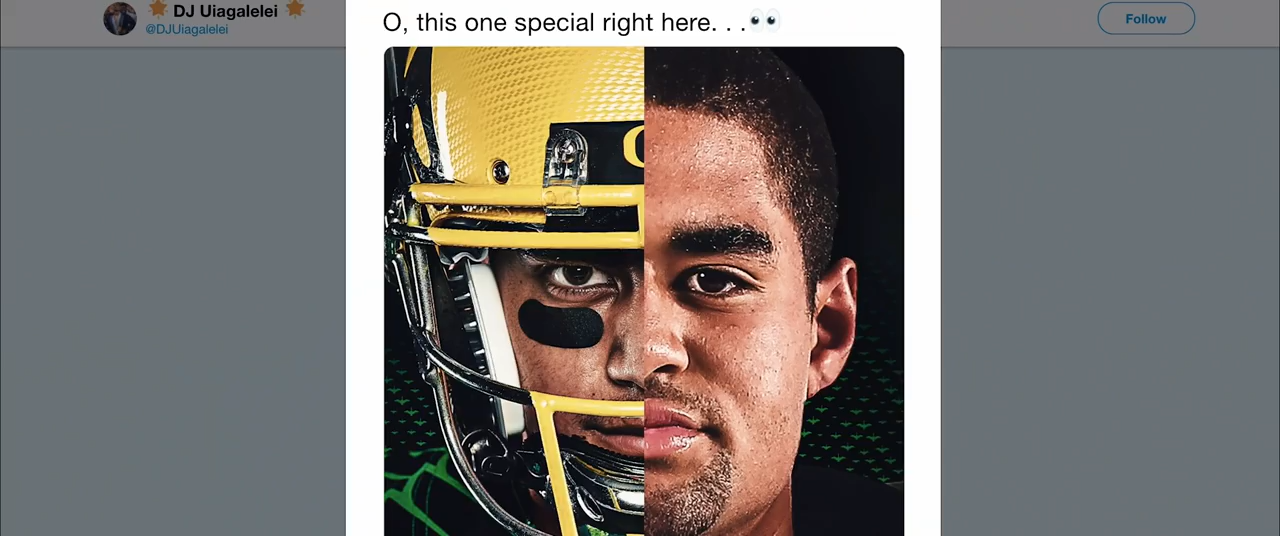 DJ Uiagalelei
@DJUiagalelei
Follow
O, this one special right here. . .